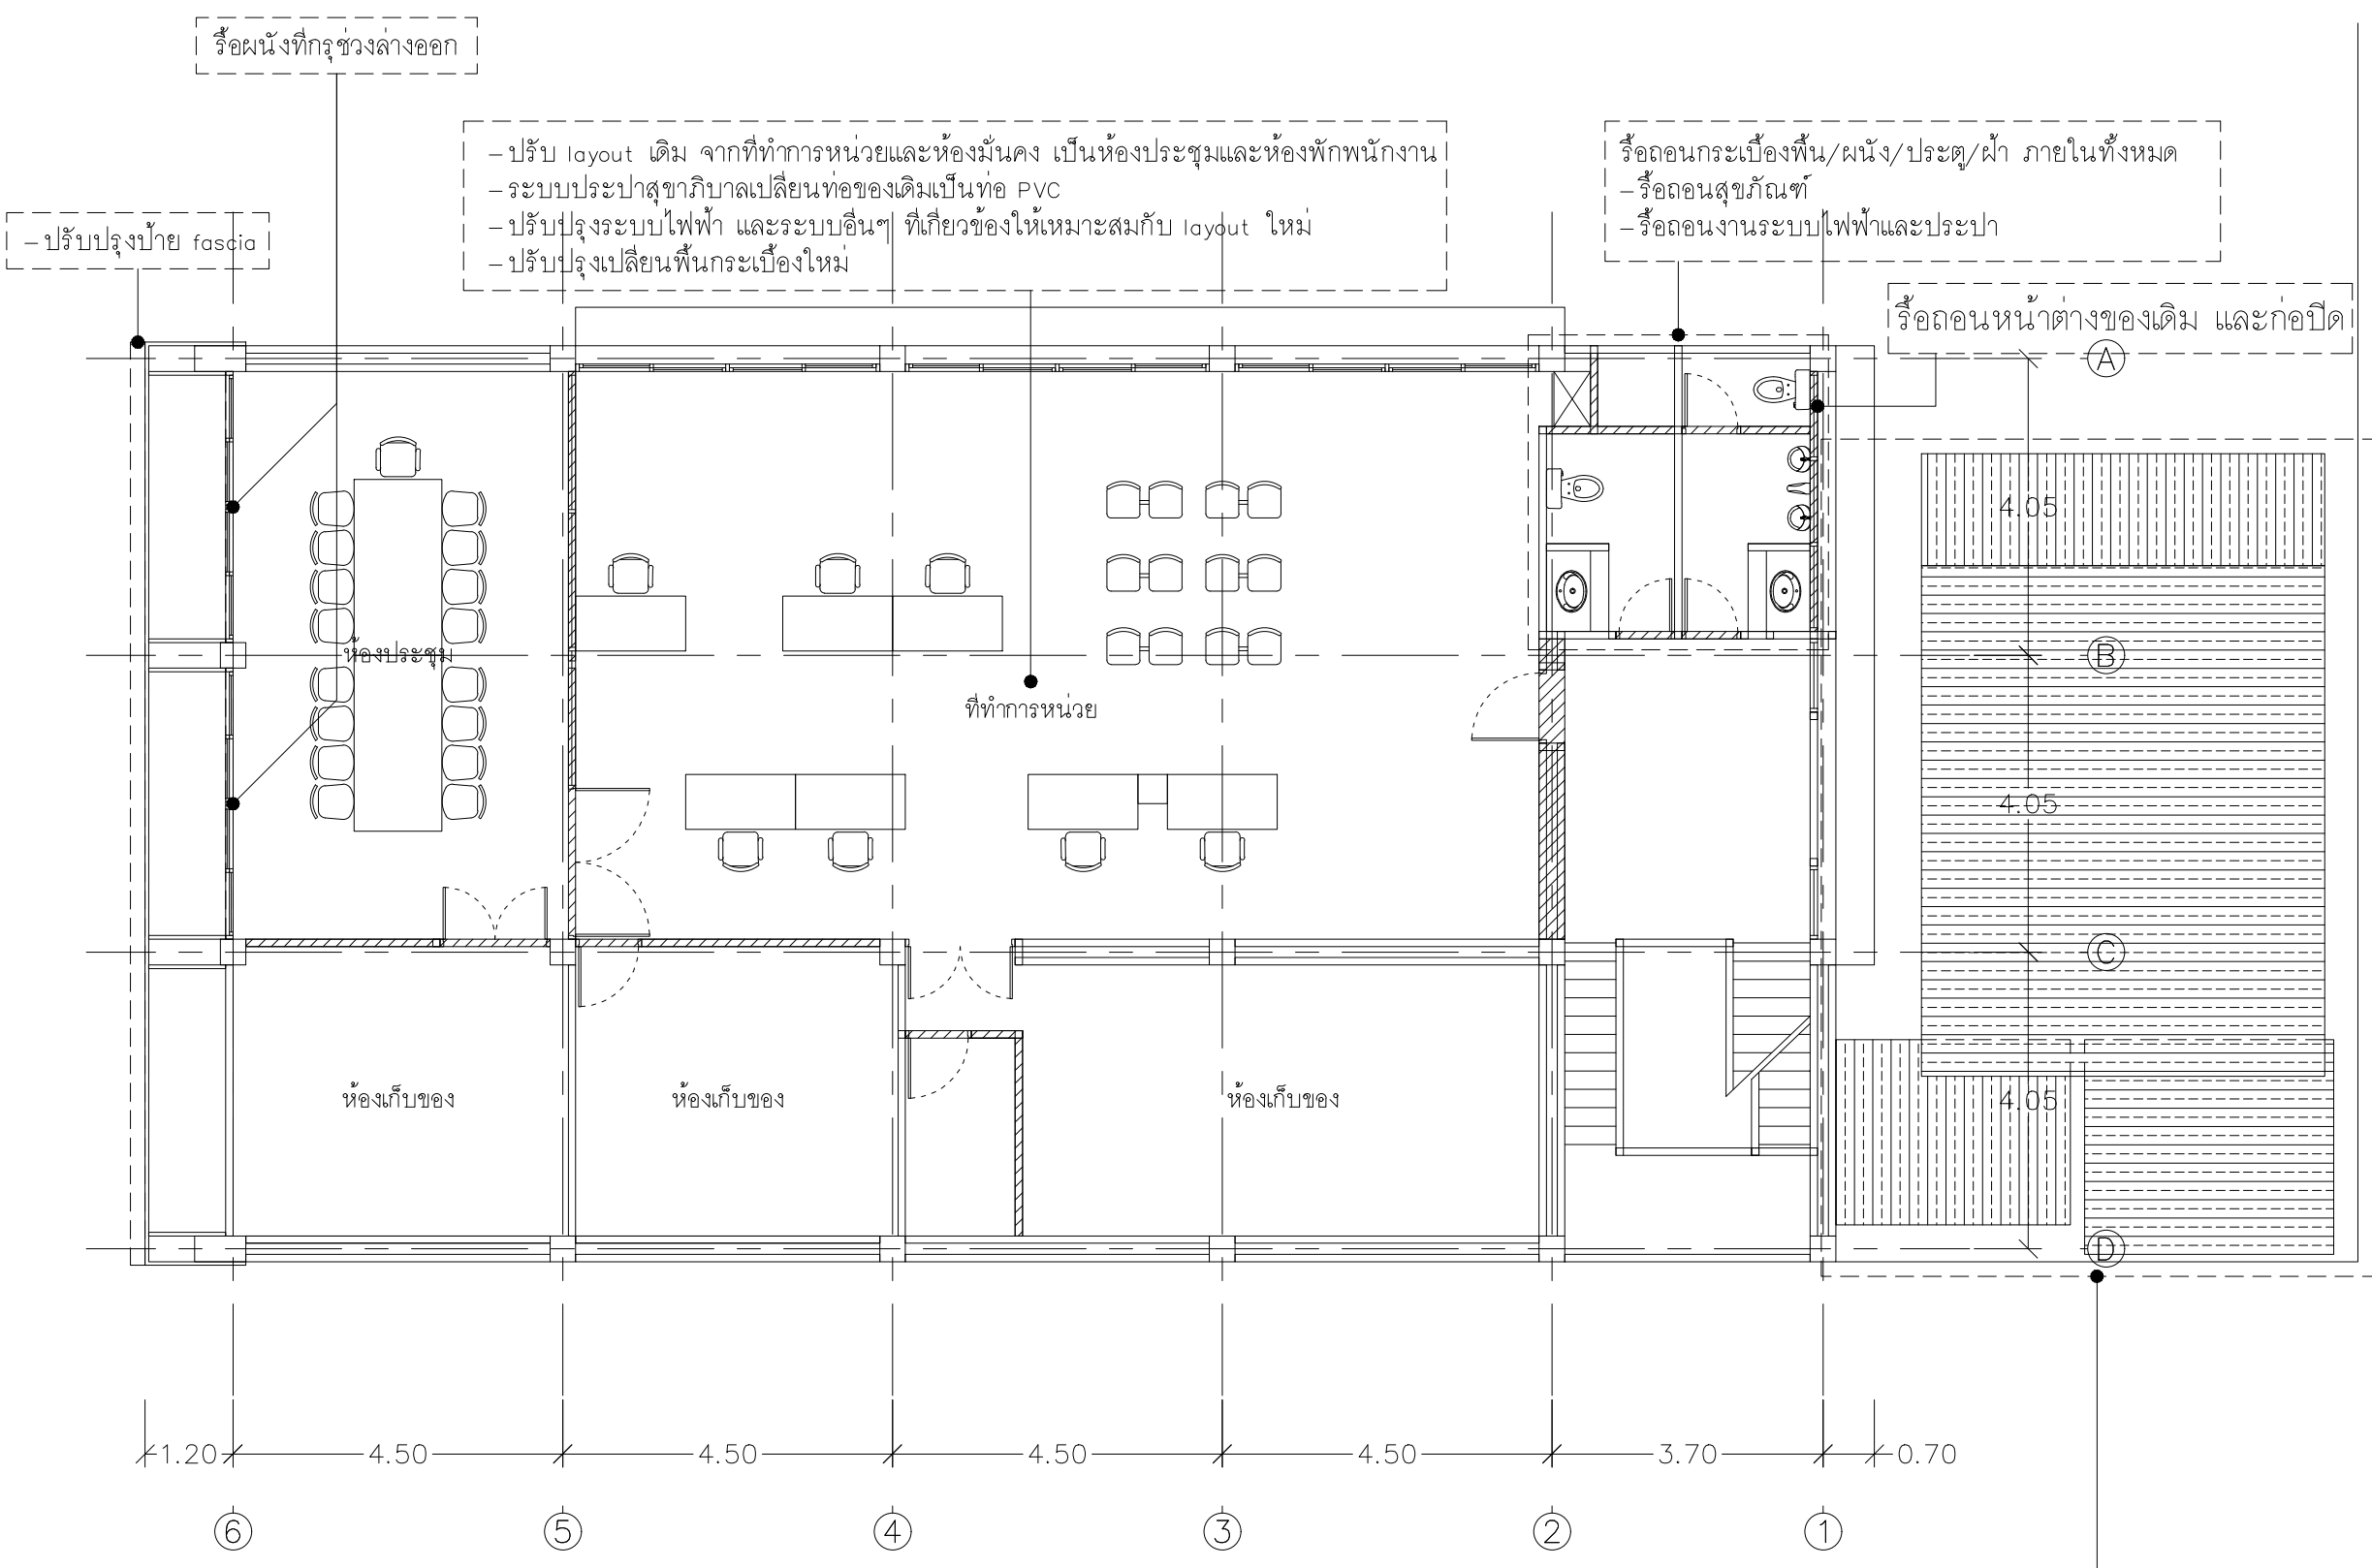 รื้อผนังที่กรุช่วงล่างออก
-ปรับ layout เดิม จากที่ทำการหน่วยและห้องมั่นคง เป็นห้องประชุมและห้องพักพนักงาน
-ระบบประปาสุขาภิบาลเปลี่ยนท่อของเดิมเป็นท่อ PVC
-ปรับปรุงระบบไฟฟ้า และระบบอื่นๆ ที่เกี่ยวข้องให้เหมาะสมกับ layout ใหม่
-ปรับปรุงเปลี่ยนพื้นกระเบื้องใหม่
รื้อถอนกระเบื้องพื้น/ผนัง/ประตู/ฝ้า ภายในทั้งหมด
-รื้อถอนสุขภัณฑ์
-รื้อถอนงานระบบไฟฟ้าและประปา
-ปรับปรุงป้าย fascia
รื้อถอนหน้าต่างของเดิม และก่อปิด
A
4.05
ห้องประชุม
B
ที่ทำการหน่วย
4.05
C
ห้องเก็บของ
ห้องเก็บของ
ห้องเก็บของ
4.05
D
1.20
4.50
4.50
4.50
4.50
3.70
0.70
6
5
4
3
2
1